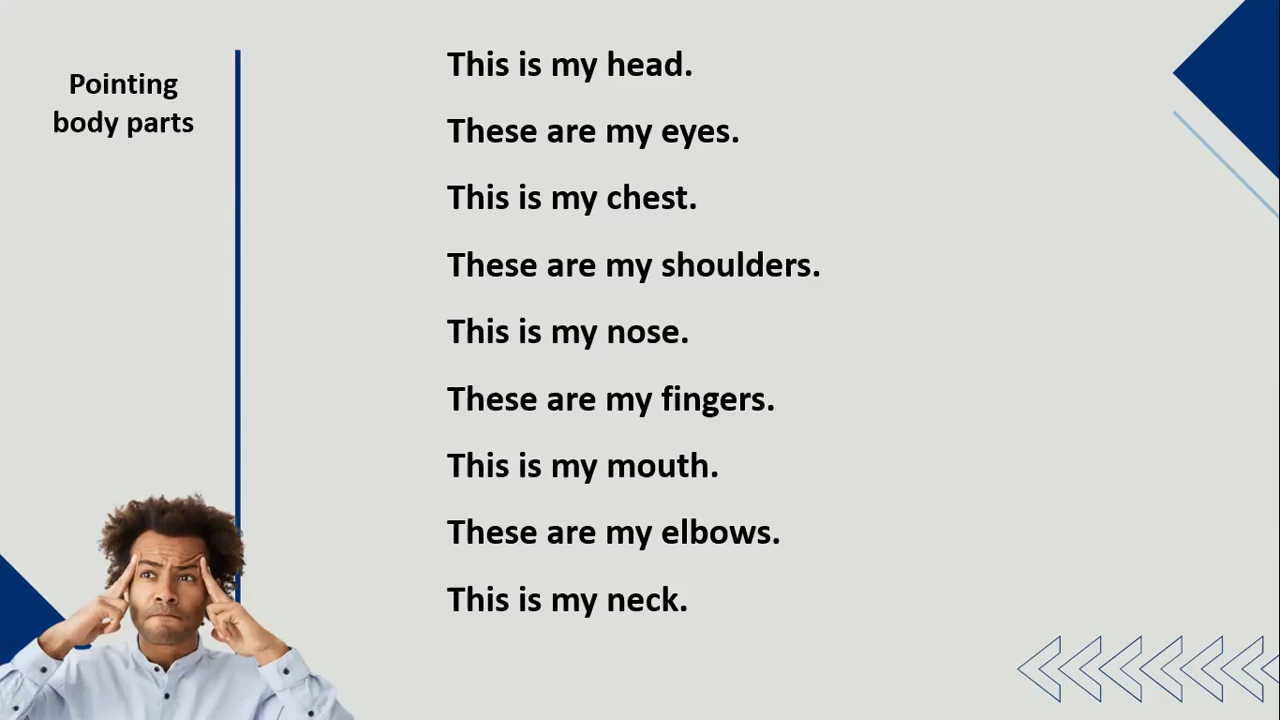 Pointing
body parts
This is my head.
These are my eyes.
This is my chest.
These are my shoulders.
This is my nose.
These are my fingers.
This is my mouth.
These are my elbows.
This is my neck.